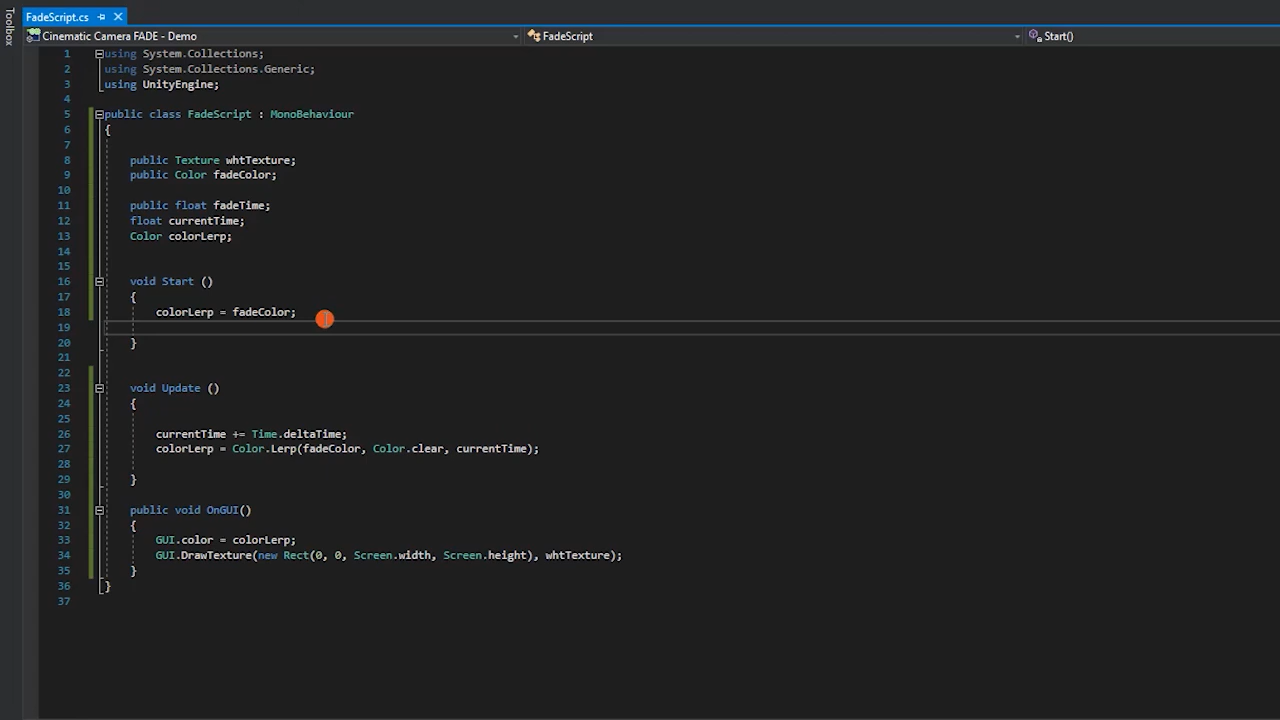 Toolbox
FadeScript.cs
Cinematic Camera FADE - Demo
FadeScript
Start()
1 using System.Collections;
2 using System.Collections.Generic;
3 using UnityEngine;
4
5 public class FadeScript : MonoBehaviour
6 {
7
8 public Texture whtTexture;
9 public Color fadeColor;
10
11 public float fadeTime;
12 float currentTime;
13 Color colorLerp;
14
15
16 void Start ()
17 {
18 colorLerp = fadeColor;
19
20 }
21
22
23 void Update ()
24 {
25
26 currentTime += Time.deltaTime;
27 colorLerp = Color.Lerp(fadeColor, Color.clear, currentTime);
28
29 }
30
31 public void OnGUI()
32 {
33 GUI.color = colorLerp;
34 GUI.DrawTexture(new Rect(0, 0, Screen.width, Screen.height), whtTexture);
35 }
36 }
37